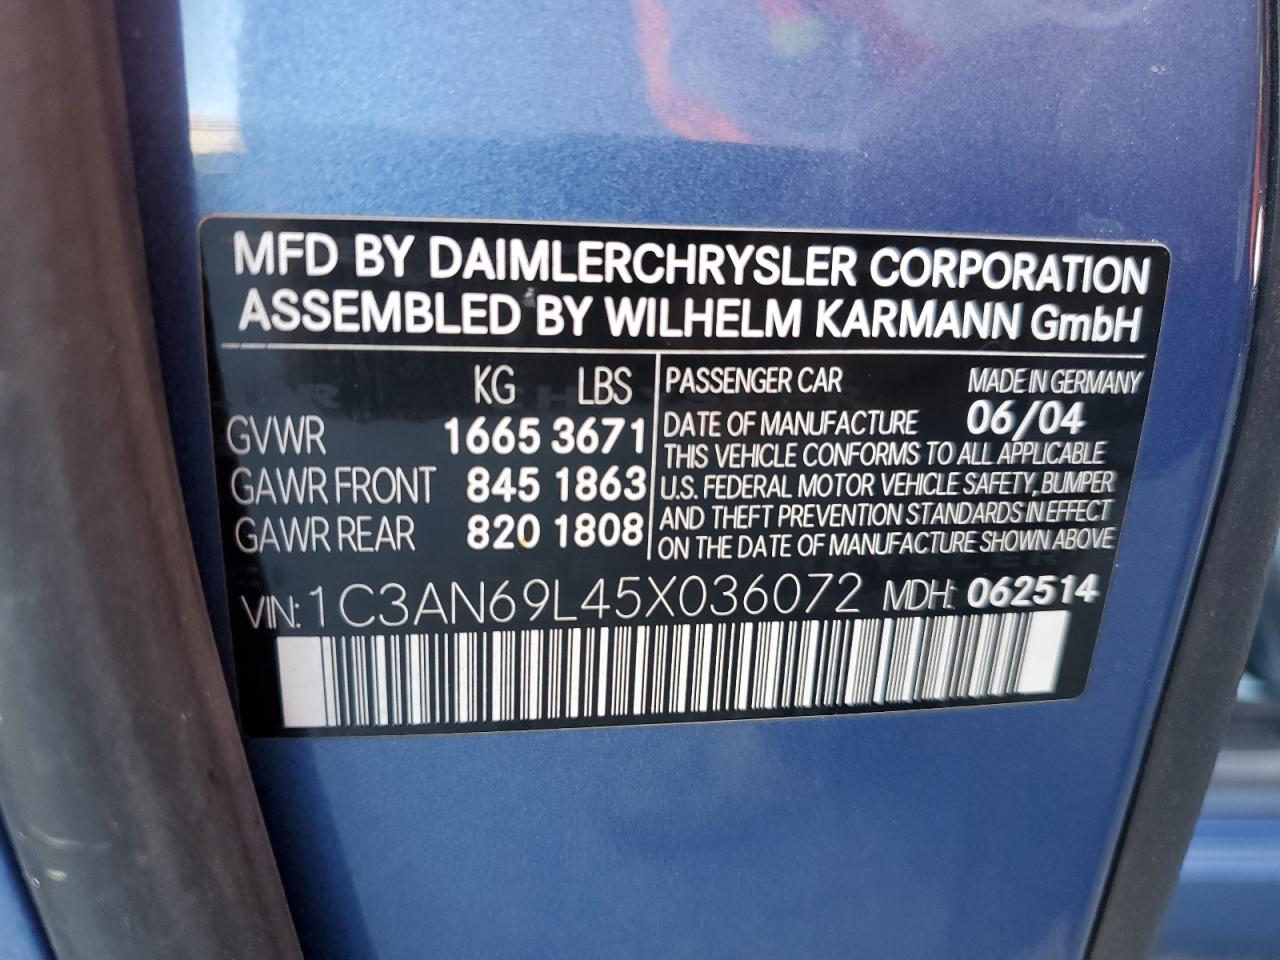 MFD BY DAIMLERCHRYSLER CORPORATION
ASSEMBLED BY WILHELM KARMANN GmbH
KG LBS
GVWR 1665 3671
GAWR FRONT 845 1863
GAWR REAR 820 1808
PASSENGER CAR MADE IN GERMANY
DATE OF MANUFACTURE 06/04
THIS VEHICLE CONFORMS TO ALL APPLICABLE
U.S. FEDERAL MOTOR VEHICLE SAFETY, BUMPER
AND THEFT PREVENTION STANDARDS IN EFFECT
ON THE DATE OF MANUFACTURE SHOWN ABOVE
VIN: 1C3AN69L45X036072 MDH: 062514